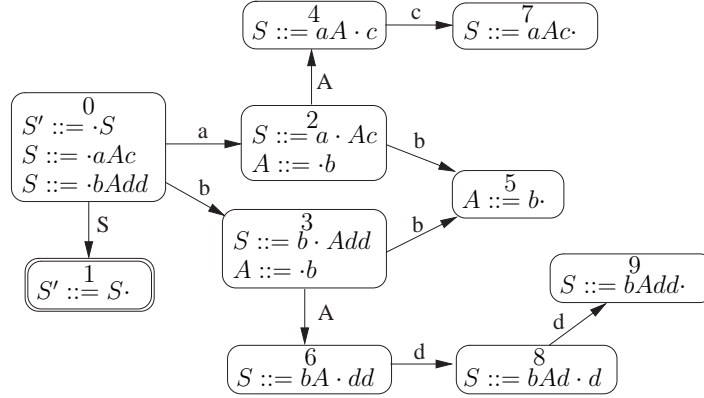 4
S ::= aA · c
c
7
S ::= aAc·
A
0
S′ ::= ·S
S ::= ·aAc
S ::= ·bAdd
a
2
S ::= a · Ac
A ::= ·b
b
5
A ::= b·
b
3
S ::= b · Add
A ::= ·b
b
S
1
S′ ::= S·
A
9
S ::= bAdd·
d
6
S ::= bA · dd
d
8
S ::= bAd · d